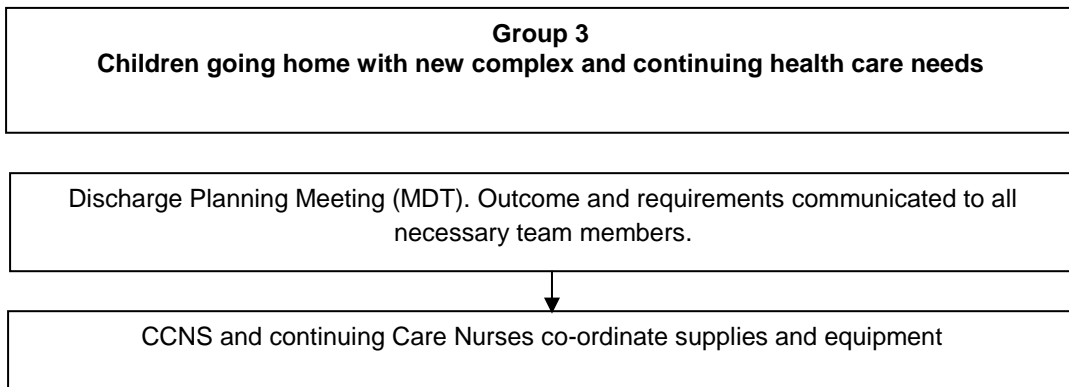 Group 3
Children going home with new complex and continuing health care needs
Discharge Planning Meeting (MDT). Outcome and requirements communicated to all
necessary team members.
CCNS and continuing Care Nurses co-ordinate supplies and equipment